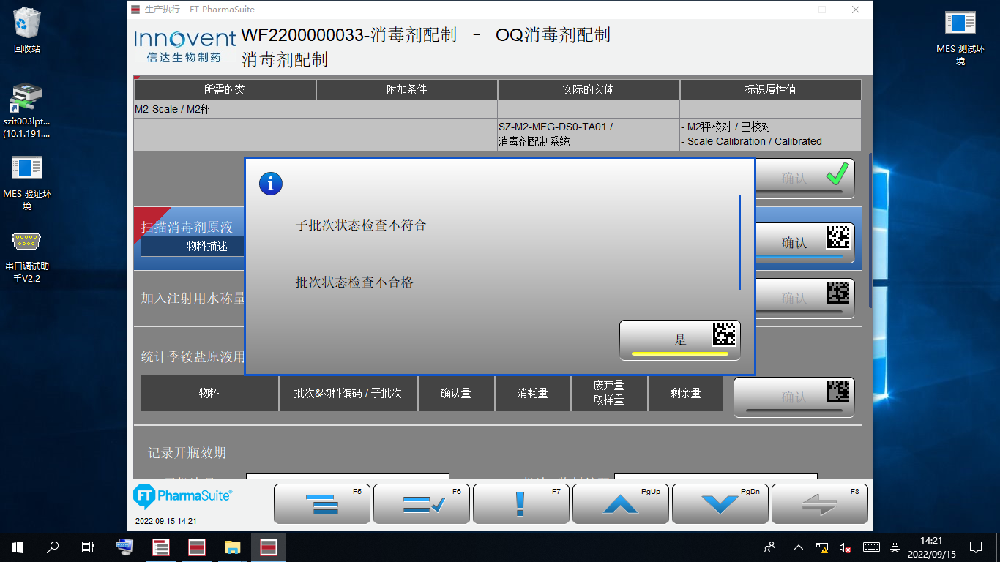 回收站
szit003lpt...
(10.1.191....
MES 验证环
境
串口调试助
手V2.2
MES 测试环
境
生产执行 - FT PharmaSuite
Innovent
信达生物制药
WF2200000033-消毒剂配制 - OQ消毒剂配制
消毒剂配制
所需的类 附加条件 实际的实体 标识属性值
M2-Scale / M2秤
SZ-M2-MFG-DS0-TA01 /
消毒剂配制系统
- M2秤校对 / 已校对
- Scale Calibration / Calibrated
确认
扫描消毒剂原液
物料描述
确认
子批次状态检查不符合
批次状态检查不合格
是
加入注射用水称量
确认
统计季铵盐原液用
物料 批次&物料编码 / 子批次 确认量 消耗量 废弃量
取样量 剩余量
确认
记录开瓶效期
FT PharmaSuite®
2022.09.15 14:21
F5 F6 F7 PgUp PgDn F8
英
14:21
2022/09/15